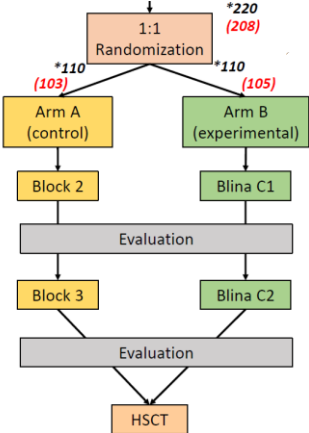 *220
(208)
1:1
Randomization
*110
(103)
*110
(105)
Arm A
(control)
Arm B
(experimental)
Block 2
Blina C1
Evaluation
Block 3
Blina C2
Evaluation
HSCT